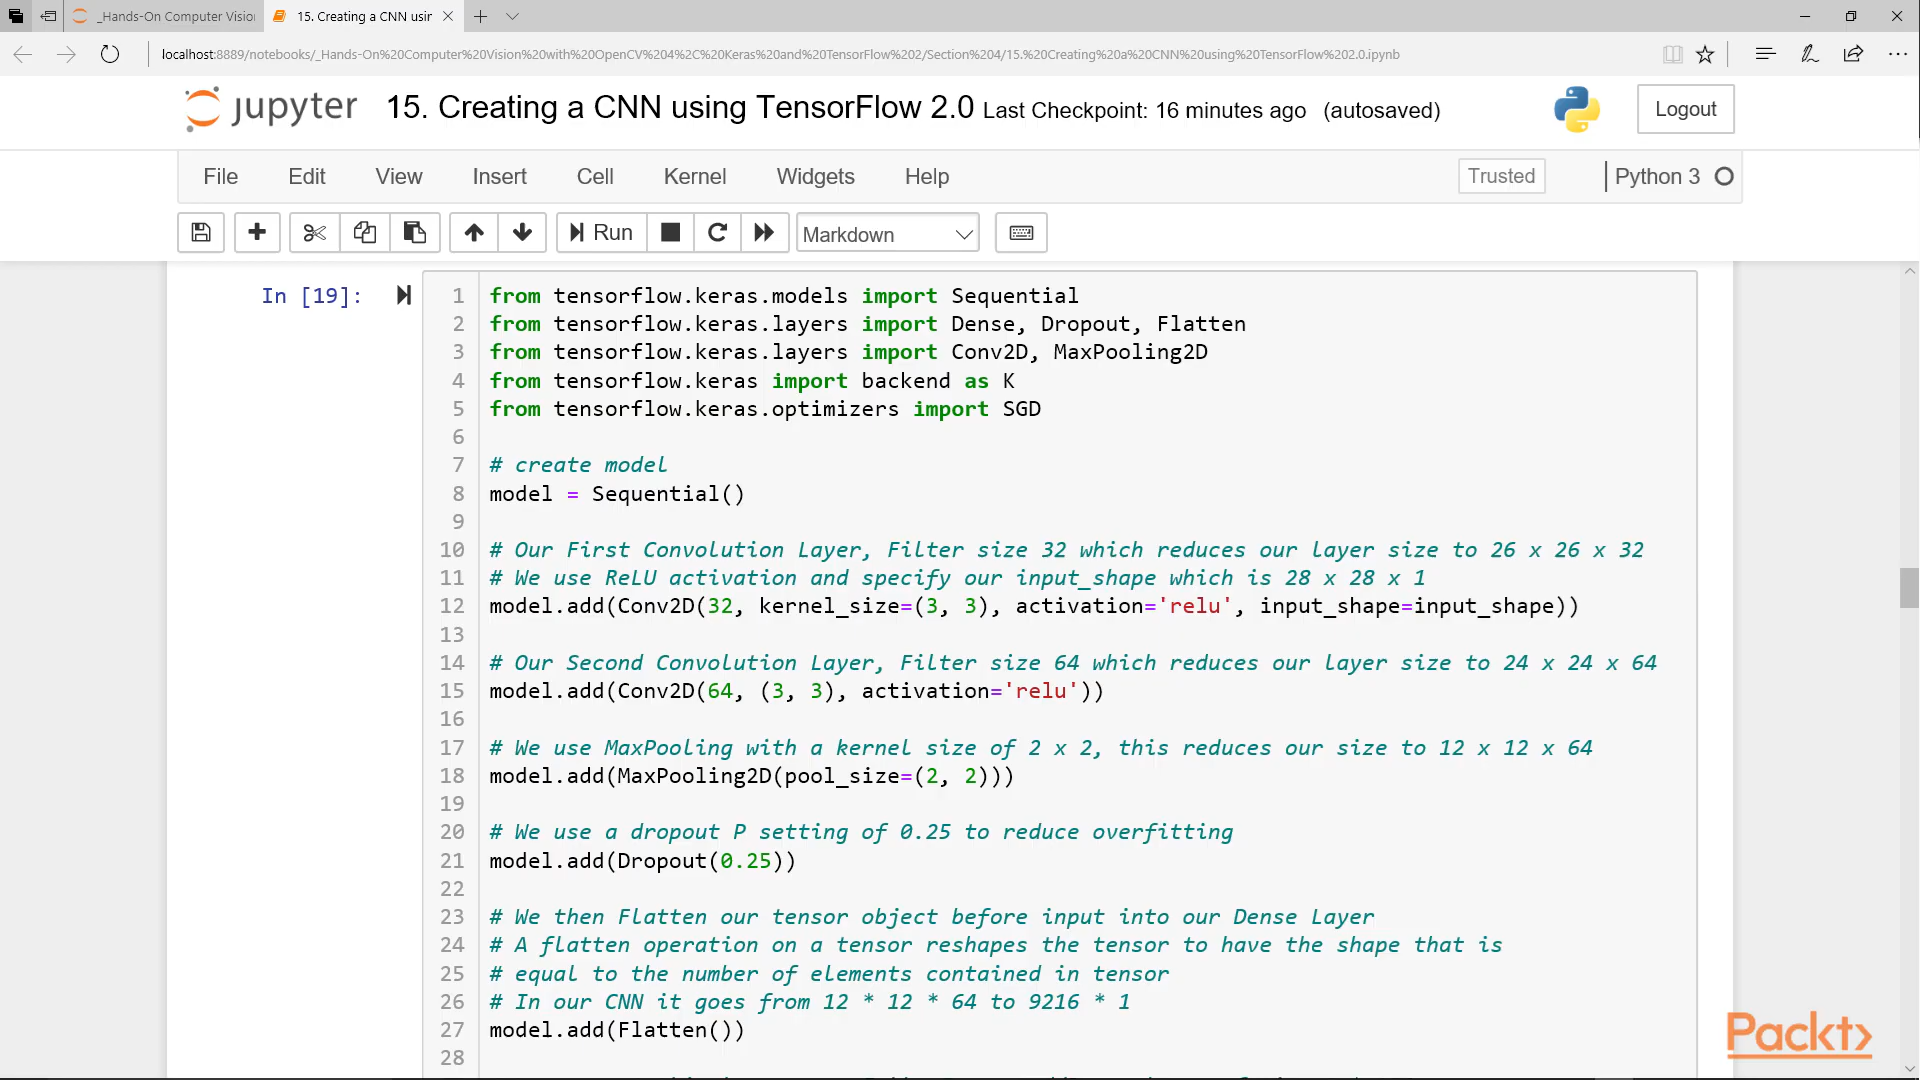 _Hands-On Computer Visio
15. Creating a CNN usin
localhost:8889/notebooks/_Hands-On%20Computer%20Vision%20with%20OpenCV%204%2C%20Keras%20and%20TensorFlow%202/Section%204/15.%20Creating%20a%20CNN%20using%20TensorFlow%202.0.ipynb
jupyter 15. Creating a CNN using TensorFlow 2.0 Last Checkpoint: 16 minutes ago (autosaved) Logout
File Edit View Insert Cell Kernel Widgets Help Trusted Python 3
Run Markdown
In [19]:
1 from tensorflow.keras.models import Sequential
2 from tensorflow.keras.layers import Dense, Dropout, Flatten
3 from tensorflow.keras.layers import Conv2D, MaxPooling2D
4 from tensorflow.keras import backend as K
5 from tensorflow.keras.optimizers import SGD
6
7 # create model
8 model = Sequential()
9
10 # Our First Convolution Layer, Filter size 32 which reduces our layer size to 26 x 26 x 32
11 # We use ReLU activation and specify our input_shape which is 28 x 28 x 1
12 model.add(Conv2D(32, kernel_size=(3, 3), activation='relu', input_shape=input_shape))
13
14 # Our Second Convolution Layer, Filter size 64 which reduces our layer size to 24 x 24 x 64
15 model.add(Conv2D(64, (3, 3), activation='relu'))
16
17 # We use MaxPooling with a kernel size of 2 x 2, this reduces our size to 12 x 12 x 64
18 model.add(MaxPooling2D(pool_size=(2, 2)))
19
20 # We use a dropout P setting of 0.25 to reduce overfitting
21 model.add(Dropout(0.25))
22
23 # We then Flatten our tensor object before input into our Dense Layer
24 # A flatten operation on a tensor reshapes the tensor to have the shape that is
25 # equal to the number of elements contained in tensor
26 # In our CNN it goes from 12 * 12 * 64 to 9216 * 1
27 model.add(Flatten())
28
Packt